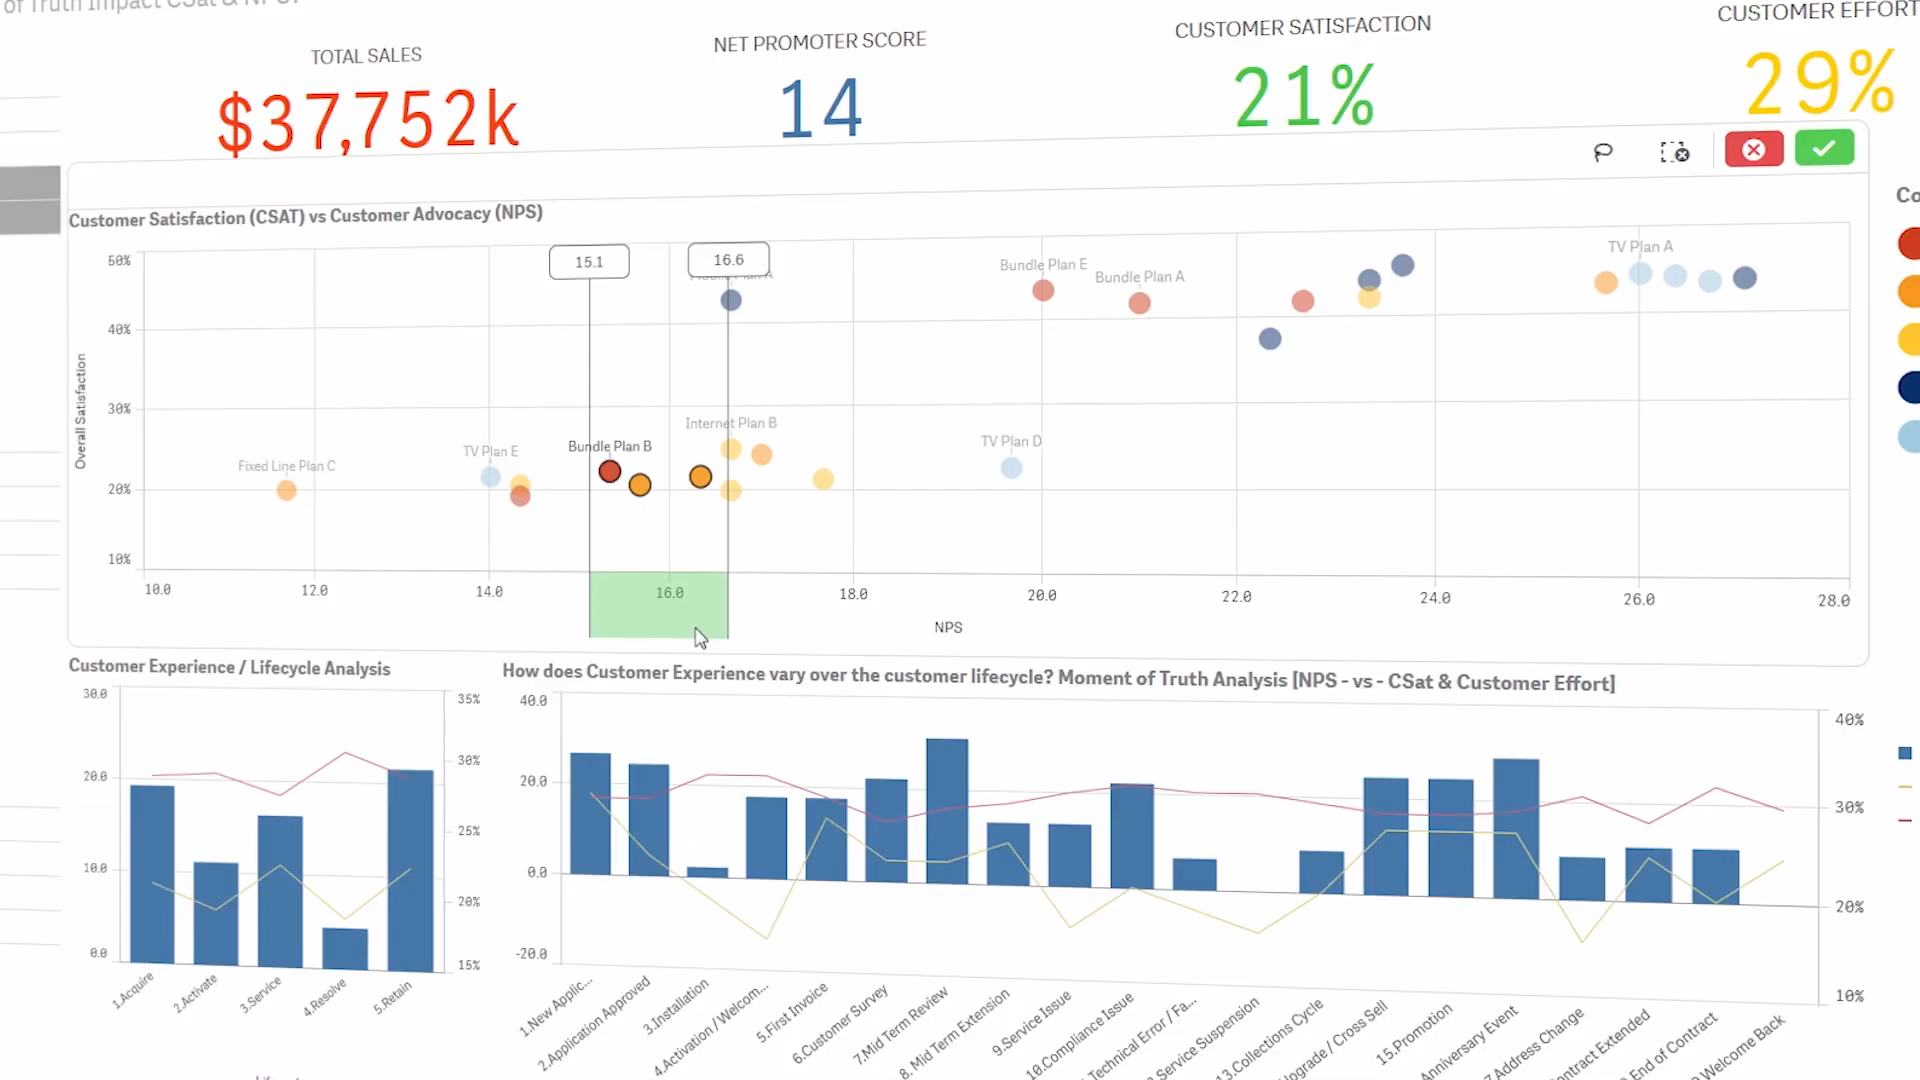 of Truth Impact CSat & NPS?
TOTAL SALES
$37,752k
NET PROMOTER SCORE
14
CUSTOMER SATISFACTION
21%
CUSTOMER EFFORT
29%
Customer Satisfaction (CSAT) vs Customer Advocacy (NPS)
Co
50%
40%
30%
20%
10%
Overall Satisfaction
15.1
16.6
Bundle Plan E
Bundle Plan A
TV Plan A
Internet Plan B
Fixed Line Plan C
TV Plan E
Bundle Plan B
TV Plan D
10.0
12.0
14.0
16.0
18.0
20.0
22.0
24.0
26.0
28.0
NPS
Customer Experience / Lifecycle Analysis
30.0
20.0
10.0
0.0
35%
30%
25%
20%
15%
1.Acquire
2.Activate
3.Service
4.Resolve
5.Retain
How does Customer Experience vary over the customer lifecycle? Moment of Truth Analysis [NPS - vs - CSat & Customer Effort]
40.0
20.0
0.0
-20.0
40%
30%
20%
10%
1.New Applic...
2.Application Approved
3.Installation
4.Activation / Welcom...
5.First Invoice
6.Customer Survey
7.Mid Term Review
8. Mid Term Extension
9.Service Issue
10.Compliance Issue
Technical Error / Fa...
Service Suspension
13.Collections Cycle
Upgrade / Cross Sell
15.Promotion
Anniversary Event
Address Change
ontract Extended
End of Contract
Welcome Back